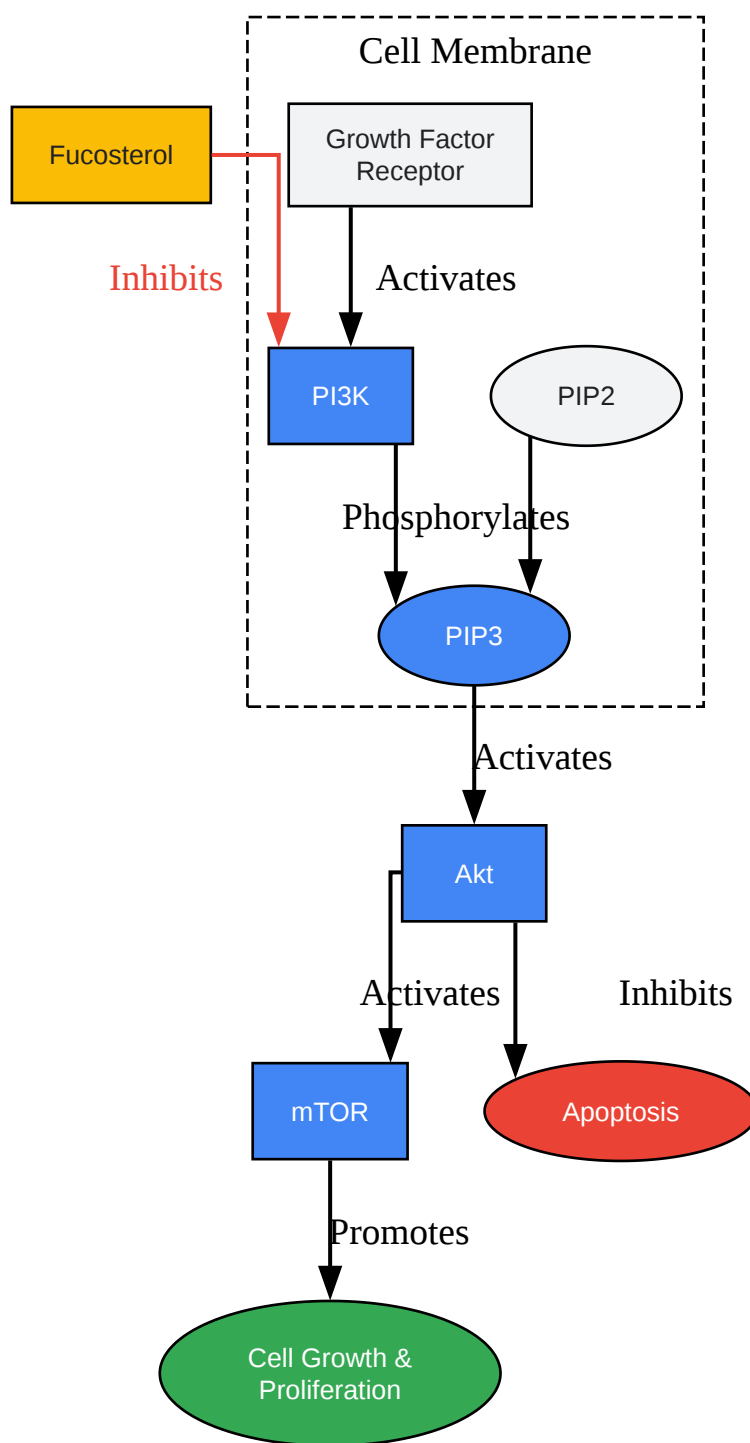 Cell Membrane
Fucosterol
Growth Factor
Receptor
Inhibits
Activates
PI3K
PIP2
Phosphorylates
PIP3
Activates
Akt
Activates
Inhibits
mTOR
Apoptosis
Promotes
Cell Growth &
Proliferation